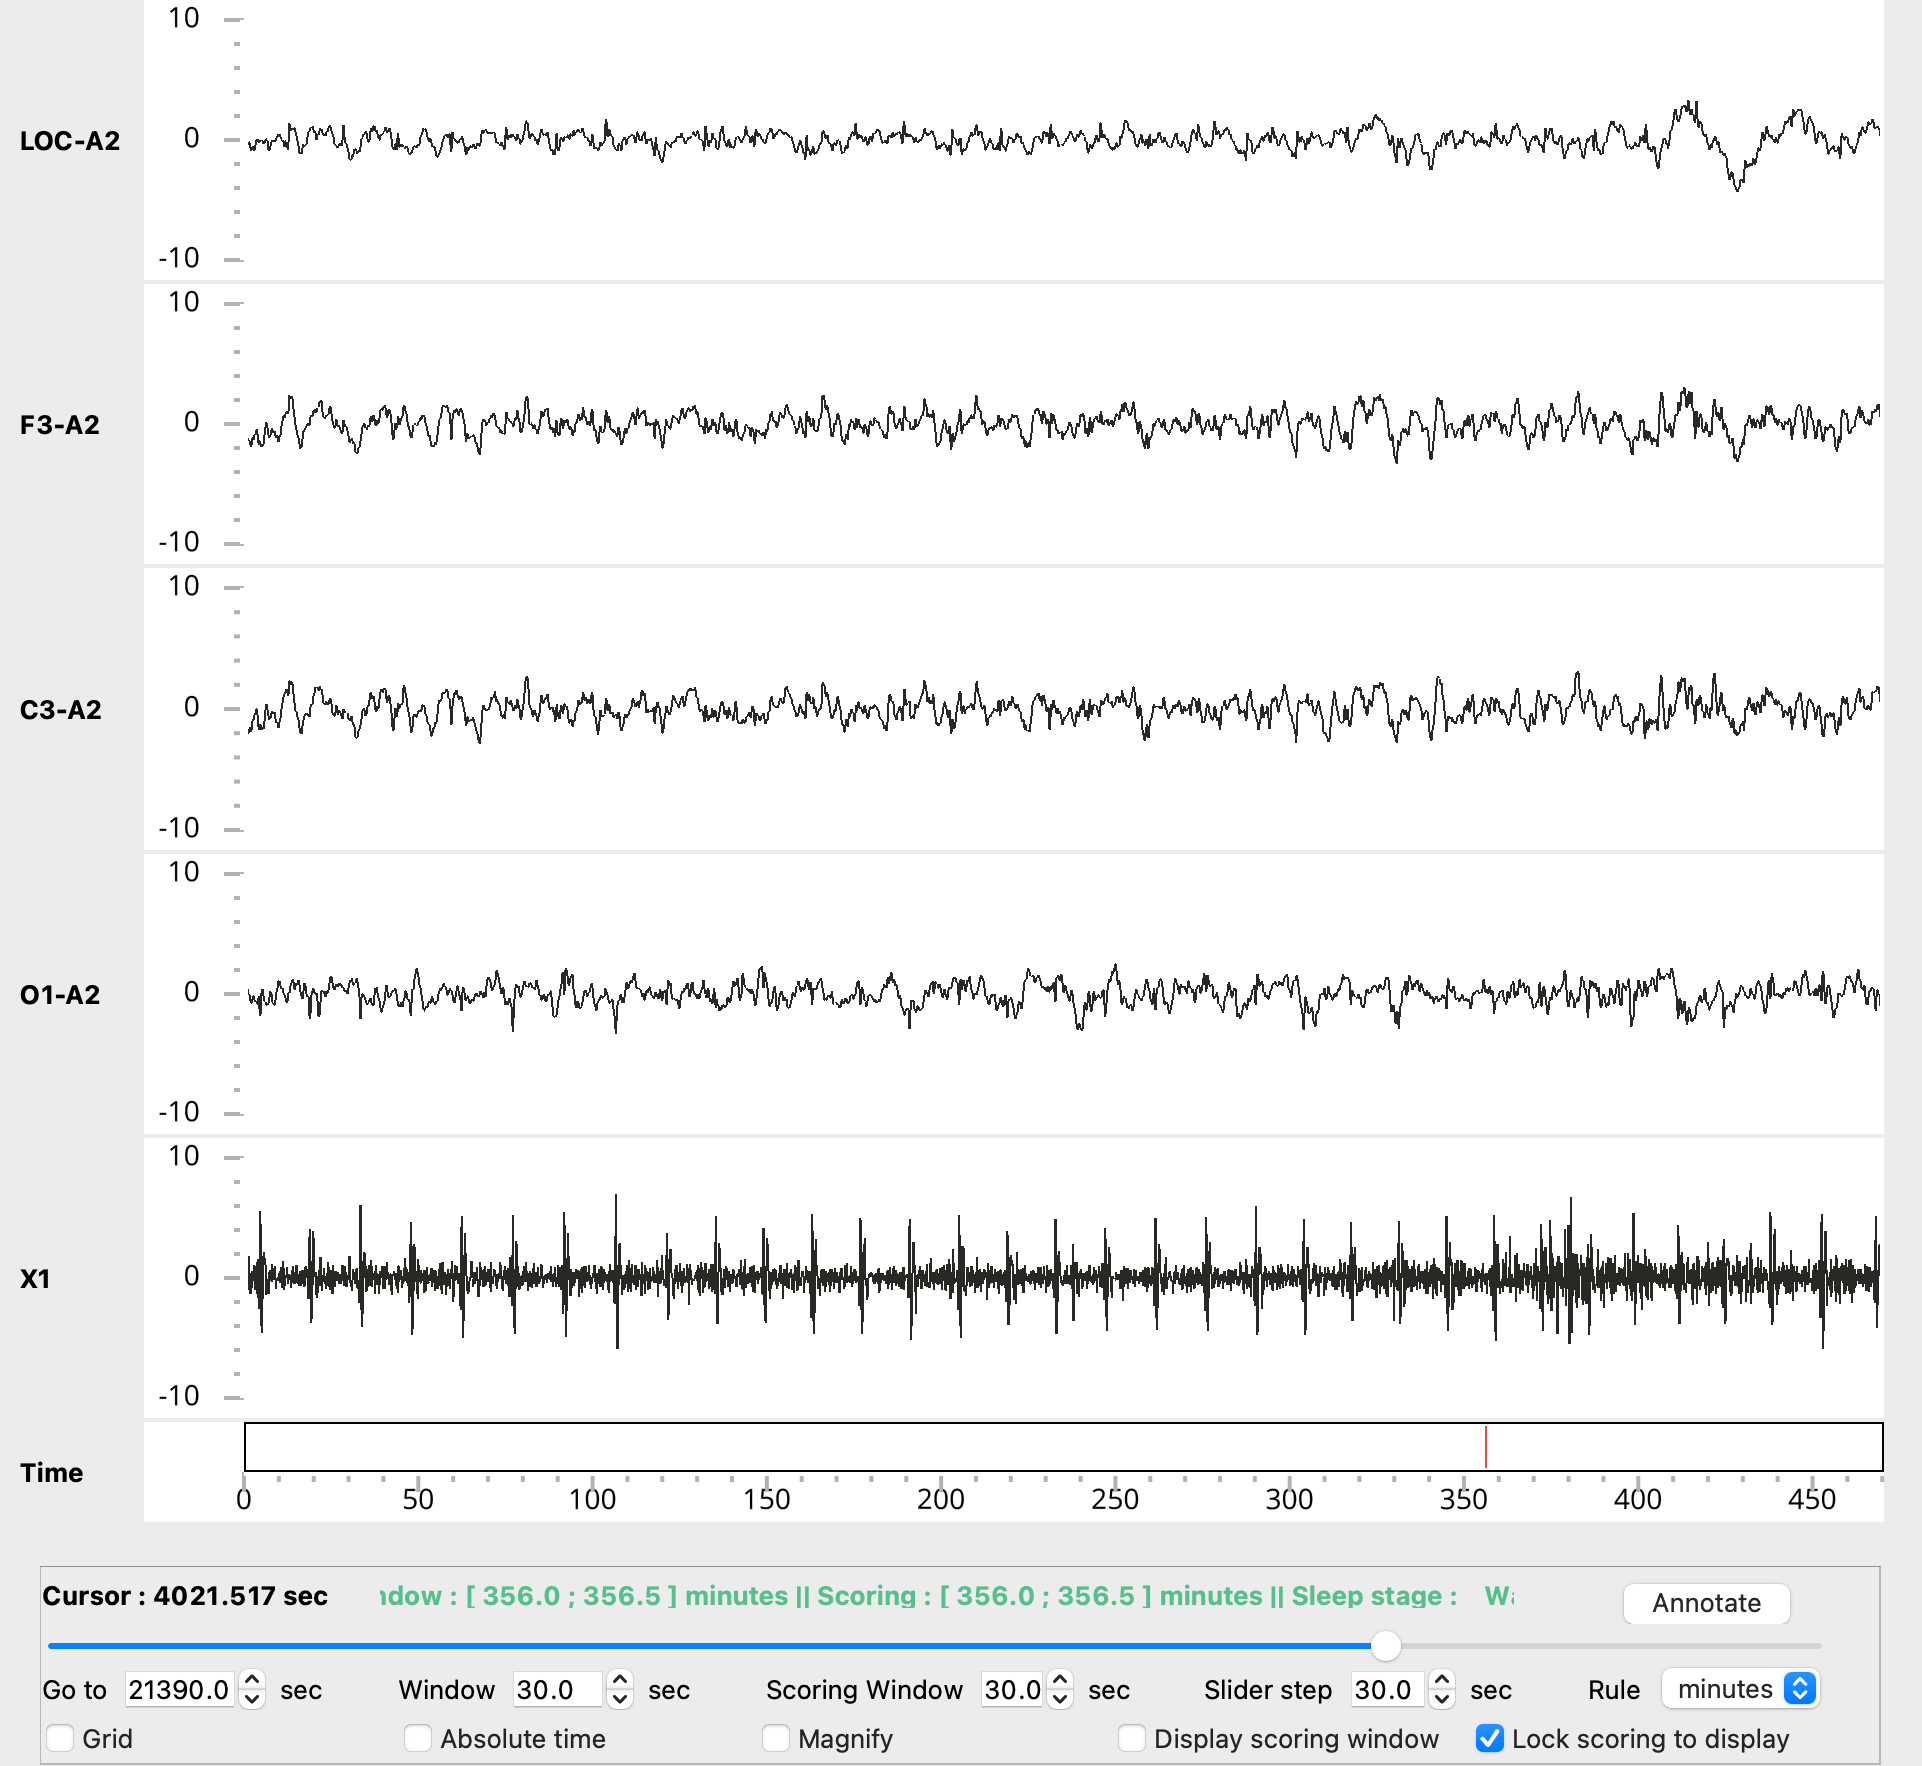 10
LOC-A2 0
-10
10
F3-A2 0
-10
10
C3-A2 0
-10
10
O1-A2 0
-10
10
X1 0
-10
Time
0 50 100 150 200 250 300 350 400 450
Cursor : 4021.517 sec : [ 356.0 ; 356.5 ] minutes || Scoring : [ 356.0 ; 356.5 ] minutes || Sleep stage : Annotate
Go to 21390.0 sec Window 30.0 sec Scoring Window 30.0 sec Slider step 30.0 sec Rule minutes
Grid Absolute time Magnify Display scoring window Lock scoring to display